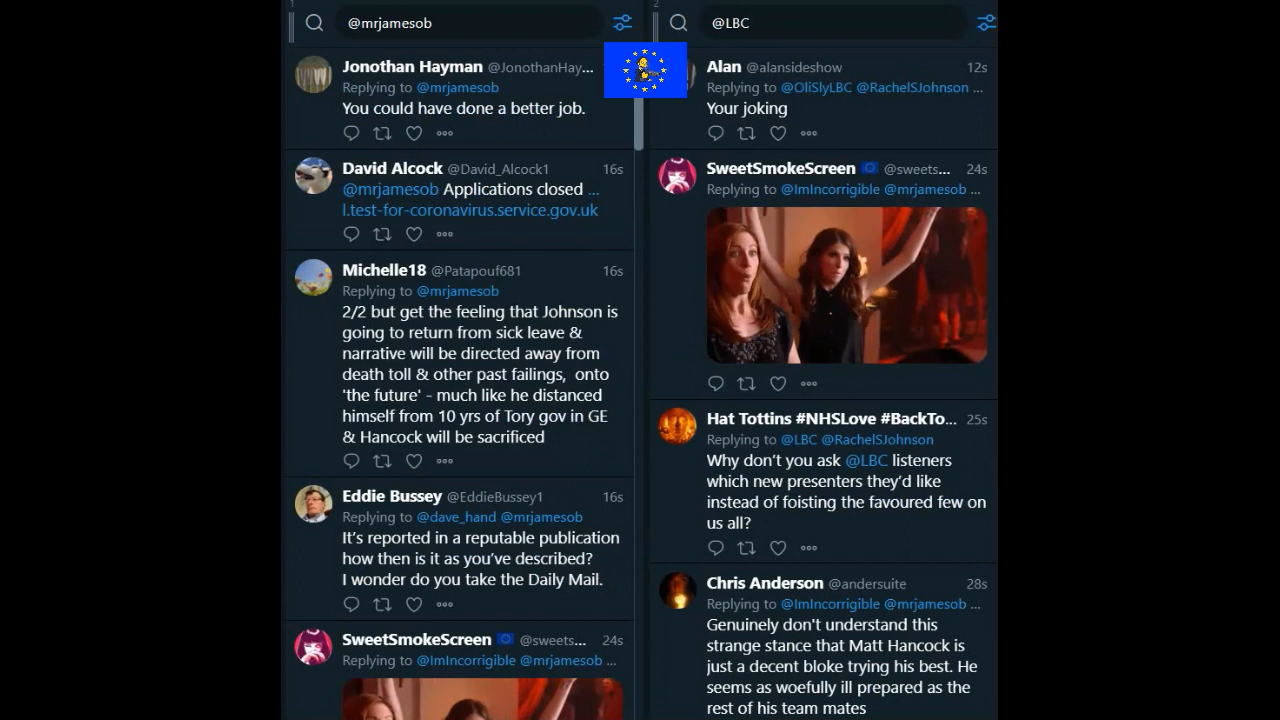 1
@mrjamesob
Jonothan Hayman @JonothanHay...
Replying to @mrjamesob
You could have done a better job.
David Alcock @David_Alcock1 16s
@mrjamesob Applications closed ...
l.test-for-coronavirus.service.gov.uk
Michelle18 @Patapouf681 16s
Replying to @mrjamesob
2/2 but get the feeling that Johnson is
going to return from sick leave &
narrative will be directed away from
death toll & other past failings, onto
'the future' - much like he distanced
himself from 10 yrs of Tory gov in GE
& Hancock will be sacrificed
Eddie Bussey @EddieBussey1 16s
Replying to @dave_hand @mrjamesob
It's reported in a reputable publication
how then is it as you've described?
I wonder do you take the Daily Mail.
SweetSmokeScreen @sweets... 24s
Replying to @ImIncorrigible @mrjamesob ...
2
@LBC
Alan @alansideshow 12s
Replying to @OliSlyLBC @RachelSJohnson ...
Your joking
SweetSmokeScreen @sweets... 24s
Replying to @ImIncorrigible @mrjamesob ...
Hat Tottins #NHSLove #BackTo... 25s
Replying to @LBC @RachelSJohnson
Why don't you ask @LBC listeners
which new presenters they'd like
instead of foisting the favoured few on
us all?
Chris Anderson @andersuite 28s
Replying to @ImIncorrigible @mrjamesob ...
Genuinely don't understand this
strange stance that Matt Hancock is
just a decent bloke trying his best. He
seems as woefully ill prepared as the
rest of his team mates